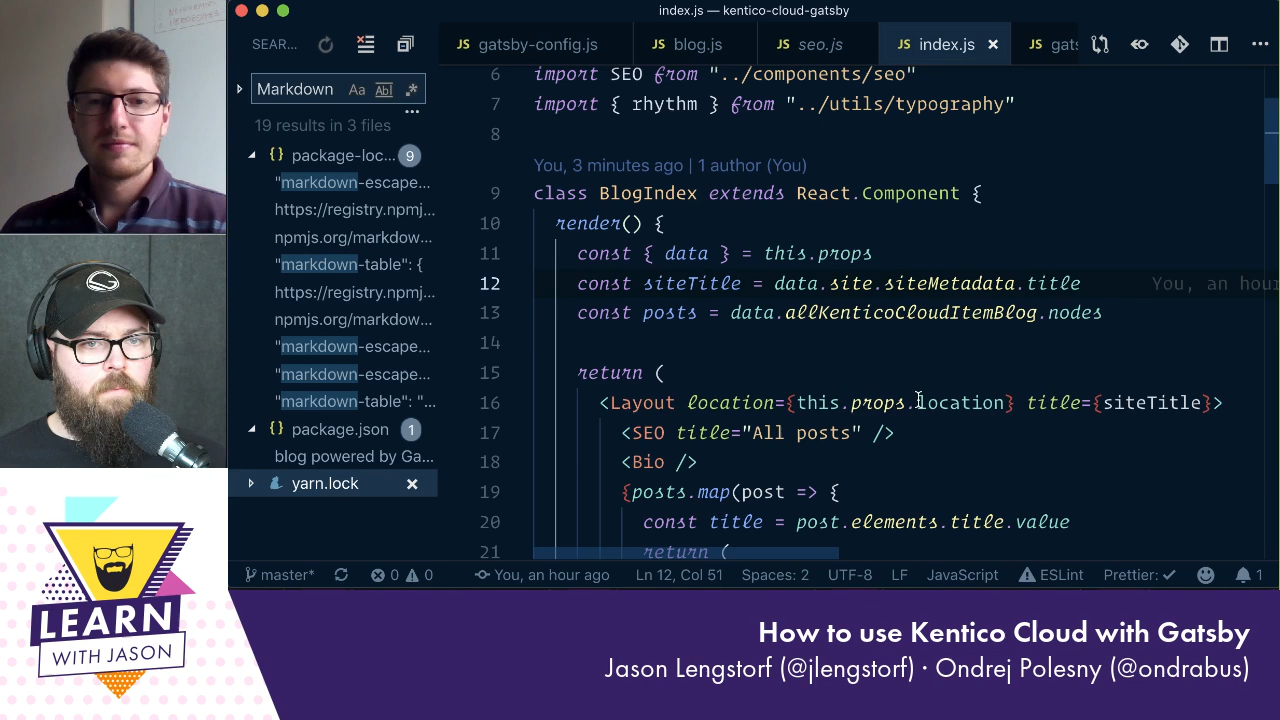 index.js — kentico-cloud-gatsby
SEAR...
JS gatsby-config.js
JS blog.js
JS seo.js
JS index.js ×
JS gats
Markdown Aa Abl .*
...
19 results in 3 files
{} package-loc... 9
"markdown-escape...
https://registry.npmj...
npmjs.org/markdow...
"markdown-table": {
https://registry.npmj...
npmjs.org/markdow...
"markdown-escape...
"markdown-escape...
"markdown-table": "...
{} package.json 1
blog powered by Ga...
yarn.lock ×
6 import SEO from "../components/seo"
7 import { rhythm } from "../utils/typography"
8
You, 3 minutes ago | 1 author (You)
9 class BlogIndex extends React.Component {
10 render() {
11 const { data } = this.props
12 const siteTitle = data.site.siteMetadata.title You, an hour
13 const posts = data.allKenticoCloudItemBlog.nodes
14
15 return (
16 <Layout location={this.props.location} title={siteTitle}>
17 <SEO title="All posts" />
18 <Bio />
19 {posts.map(post => {
20 const title = post.elements.title.value
21 return (
master* 0 0 You, an hour ago Ln 12, Col 51 Spaces: 2 UTF-8 LF JavaScript ESLint Prettier: ✓ 1
LEARN
WITH JASON
How to use Kentico Cloud with Gatsby
Jason Lengstorf (@jlengstorf) · Ondrej Polesny (@ondrabus)